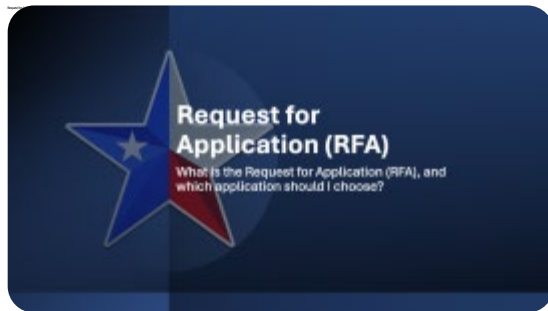 Request for
Application (RFA)
What is the Request for Application (RFA), and
which application should I choose?